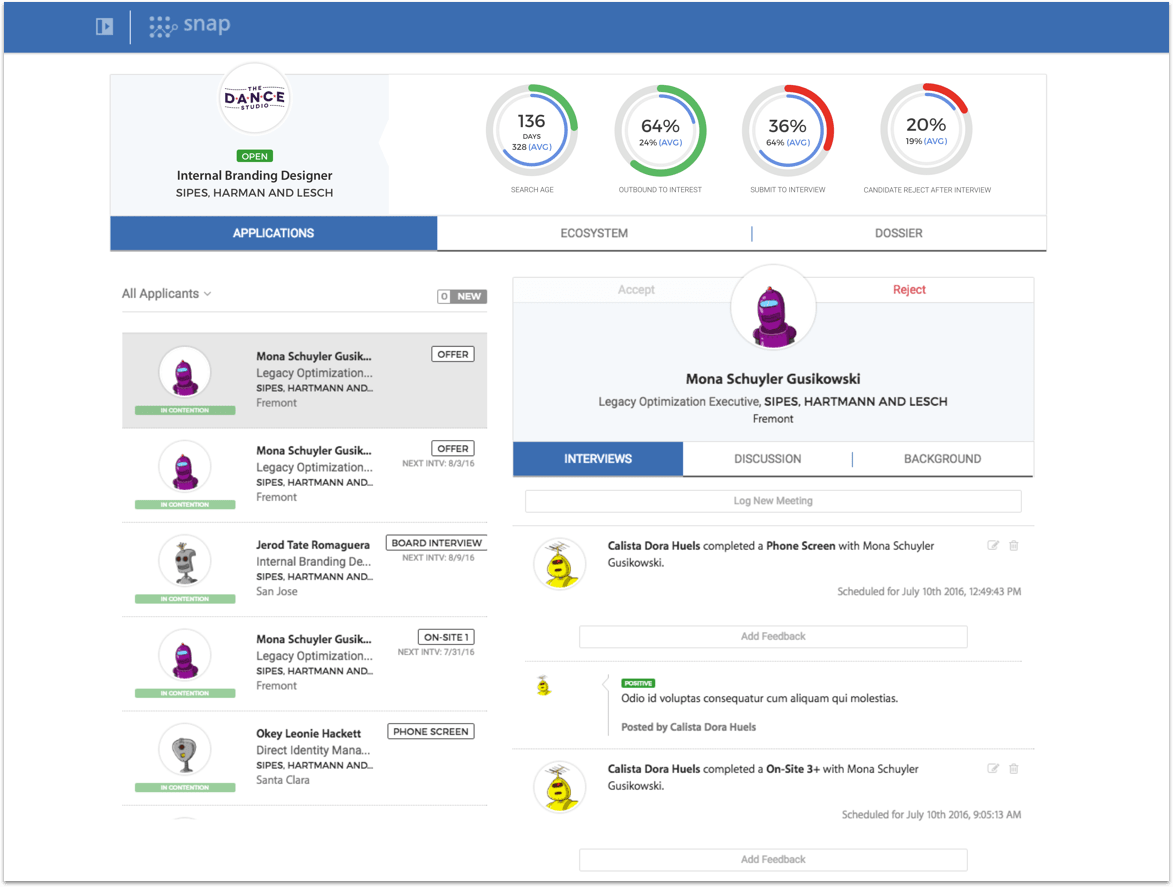 snap
THE
DANCE
STUDIO
OPEN
Internal Branding Designer
SIPES, HARMAN AND LESCH
136
DAYS
328 (AVG)
SEARCH AGE
64%
24% (AVG)
OUTBOUND TO INTEREST
36%
64% (AVG)
SUBMIT TO INTERVIEW
20%
19% (AVG)
CANDIDATE REJECT AFTER INTERVIEW
APPLICATIONS
ECOSYSTEM
DOSSIER
All Applicants
0 NEW
Mona Schuyler Gusik...
OFFER
Legacy Optimization...
SIPES, HARTMANN AND...
Fremont
IN CONTENTION
Mona Schuyler Gusik...
OFFER
NEXT INTV: 8/3/16
Legacy Optimization...
SIPES, HARTMANN AND...
Fremont
IN CONTENTION
Jerod Tate Romaguera
BOARD INTERVIEW
NEXT INTV: 8/9/16
Internal Branding De...
SIPES, HARTMANN AND...
San Jose
IN CONTENTION
Mona Schuyler Gusik...
ON-SITE 1
NEXT INTV: 7/31/16
Legacy Optimization...
SIPES, HARTMANN AND...
Fremont
IN CONTENTION
Okey Leonie Hackett
PHONE SCREEN
Direct Identity Mana...
SIPES, HARTMANN AND...
Santa Clara
IN CONTENTION
Accept
Reject
Mona Schuyler Gusikowski
Legacy Optimization Executive, SIPES, HARTMANN AND LESCH
Fremont
INTERVIEWS
DISCUSSION
BACKGROUND
Log New Meeting
Calista Dora Huels completed a Phone Screen with Mona Schuyler
Gusikowski.
Scheduled for July 10th 2016, 12:49:43 PM
Add Feedback
POSITIVE
Odio id voluptas consequatur cum aliquam qui molestias.
Posted by Calista Dora Huels
Calista Dora Huels completed a On-Site 3+ with Mona Schuyler
Gusikowski.
Scheduled for July 10th 2016, 9:05:13 AM
Add Feedback